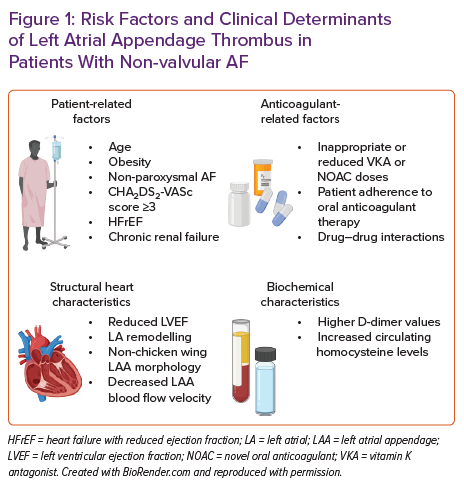 Figure 1: Risk Factors and Clinical Determinants
of Left Atrial Appendage Thrombus in
Patients With Non-valvular AF
Patient-related
factors
• Age
• Obesity
• Non-paroxysmal AF
• CHA2DS2-VASc
score ≥3
• HFrEF
• Chronic renal failure
Anticoagulant-
related factors
• Inappropriate or
reduced VKA or
NOAC doses
• Patient adherence to
oral anticoagulant
therapy
• Drug–drug interactions
Structural heart
characteristics
• Reduced LVEF
• LA remodelling
• Non-chicken wing
LAA morphology
• Decreased LAA
blood flow velocity
Biochemical
characteristics
• Higher D-dimer values
• Increased circulating
homocysteine levels
HFrEF = heart failure with reduced ejection fraction; LA = left atrial; LAA = left atrial appendage;
LVEF = left ventricular ejection fraction; NOAC = novel oral anticoagulant; VKA = vitamin K
antagonist. Created with BioRender.com and reproduced with permission.